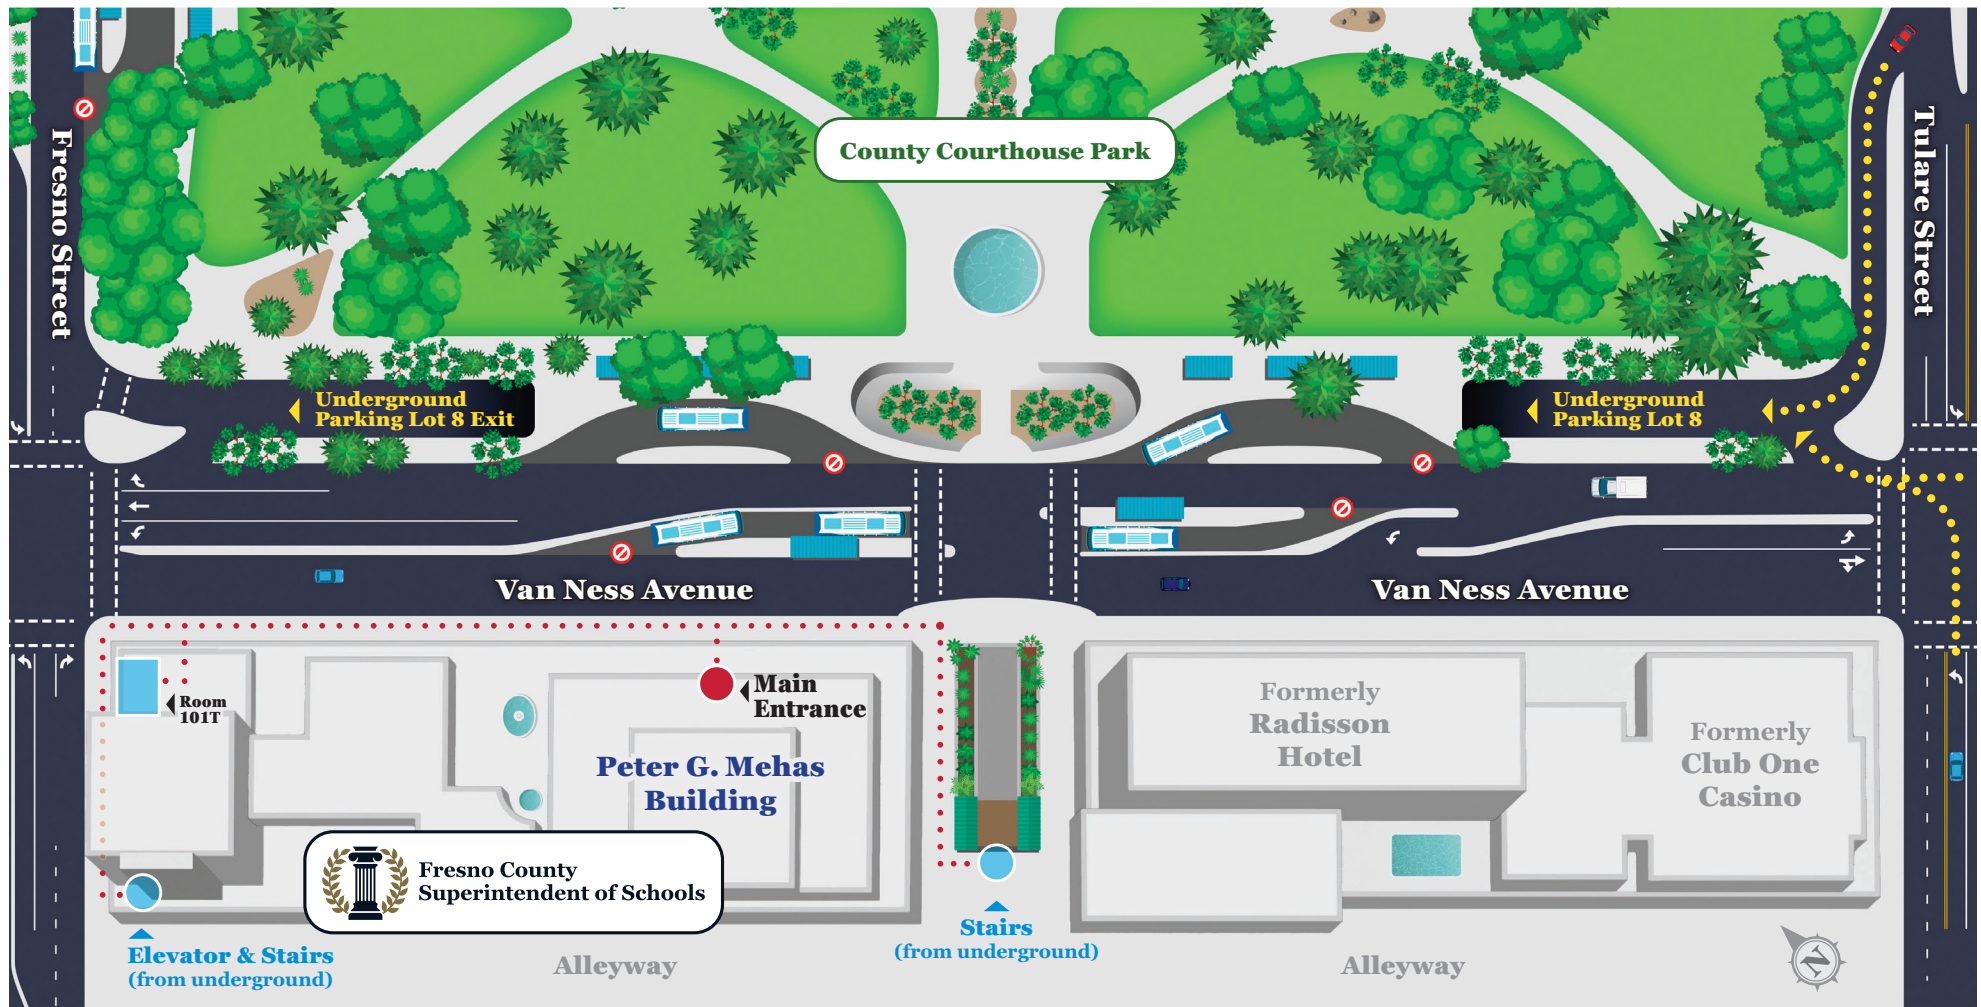 County Courthouse Park
Fresno Street
Tulare Street
Underground
Parking Lot 8 Exit
Underground
Parking Lot 8
Van Ness Avenue
Van Ness Avenue
Room
101T
Main
Entrance
Peter G. Mehas
Building
Formerly
Radisson
Hotel
Formerly
Club One
Casino
Fresno County
Superintendent of Schools
Elevator & Stairs
(from underground)
Stairs
(from underground)
Alleyway
Alleyway
N